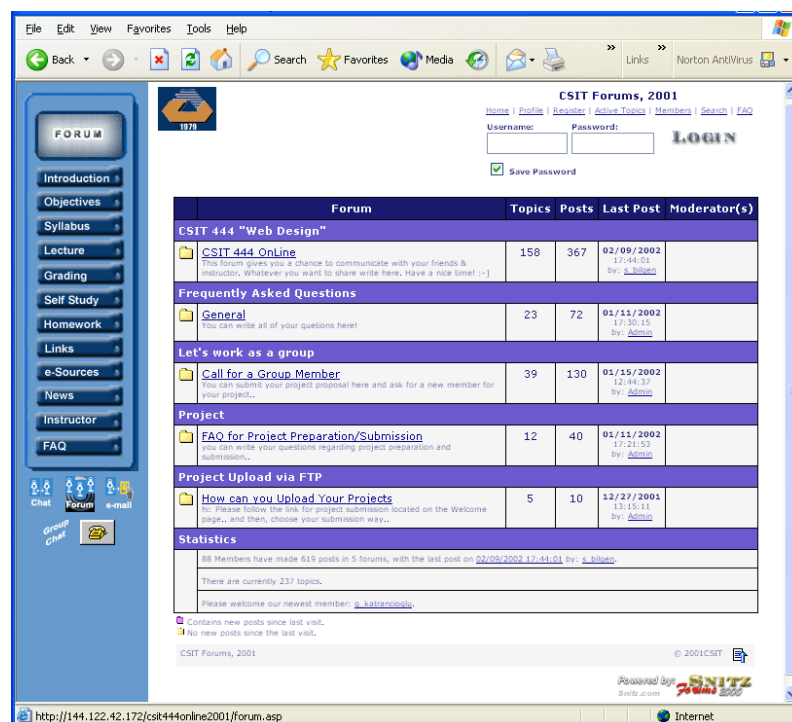 File Edit View Favorites Tools Help
Back Search Favorites Media » Links » Norton AntiVirus
FORUM
Introduction
Objectives
Syllabus
Lecture
Grading
Self Study
Homework
Links
e-Sources
News
Instructor
FAQ
Chat Forum e-mail
Group Chat
1979
CSIT Forums, 2001
Home | Profile | Register | Active Topics | Members | Search | FAQ
Username: Password:
LOGIN
Save Password
Forum Topics Posts Last Post Moderator(s)
CSIT 444 "Web Design"
CSIT 444 OnLine 158 367 02/09/2002
This forum gives you a chance to communicate with your friends & 17:44:01
instructor. Whatever you want to share write here. Have a nice time! :-] by: s_bilgen
Frequently Asked Questions
General 23 72 01/11/2002
You can write all of your quetions here! 17:30:15
by: Admin
Let's work as a group
Call for a Group Member 39 130 01/15/2002
You can submit your project proposal here and ask for a new member for 12:44:37
your project.. by: Admin
Project
FAQ for Project Preparation/Submission 12 40 01/11/2002
you can write your questions regarding project preparation and 17:21:53
submission.. by: Admin
Project Upload via FTP
How can you Upload Your Projects 5 10 12/27/2001
hi: Please follow the link for project submission located on the Welcome 13:15:11
page.. and then, choose your submission way.. by: Admin
Statistics
88 Members have made 619 posts in 5 forums, with the last post on 02/09/2002 17:44:01 by: s_bilgen.
There are currently 237 topics.
Please welcome our newest member: g_katrancioglu.
Contains new posts since last visit.
No new posts since the last visit.
CSIT Forums, 2001 © 2001CSIT
Powered by: SNITZ
Snitz.com Forums 2000
http://144.122.42.172/csit444online2001/forum.asp Internet